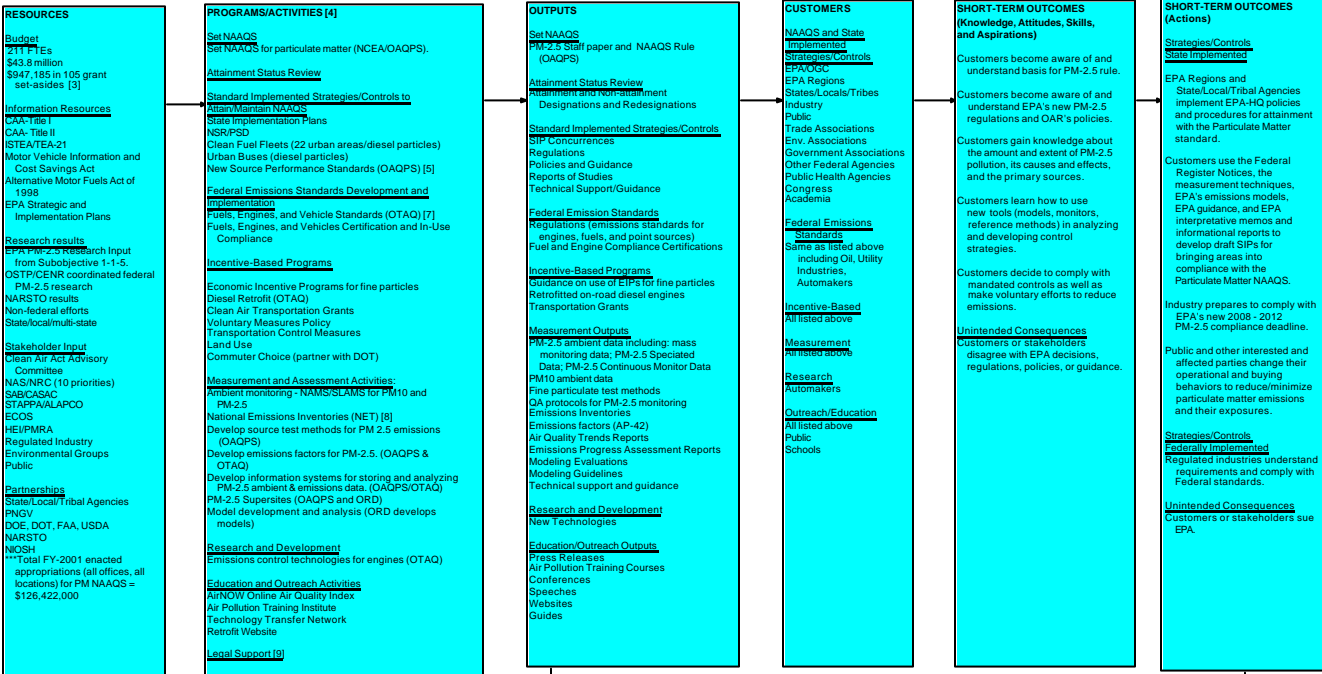 RESOURCES
Budget
211 FTEs
$43.8 million
$947,185 in 105 grant
set-asides [3]
Information Resources
CAA-Title I
CAA- Title II
ISTEA/TEA-21
Motor Vehicle Information and
Cost Savings Act
Alternative Motor Fuels Act of
1998
EPA Strategic and
Implementation Plans
Research results
EPA PM-2.5 Research Input
from Subobjective 1-1-5.
OSTP/CENR coordinated federal
PM-2.5 research
NARSTO results
Non-federal efforts
State/local/multi-state
Stakeholder Input
Clean Air Act Advisory
Committee
NAS/NRC (10 priorities)
SAB/CASAC
STAPPA/ALAPCO
ECOS
HEI/PMRA
Regulated Industry
Environmental Groups
Public
Partnerships
State/Local/Tribal Agencies
PNGV
DOE, DOT, FAA, USDA
NARSTO
NIOSH
***Total FY-2001 enacted
appropriations (all offices, all
locations) for PM NAAQS =
$126,422,000
PROGRAMS/ACTIVITIES [4]
Set NAAQS
Set NAAQS for particulate matter (NCEA/OAQPS).
Attainment Status Review
Standard Implemented Strategies/Controls to
Attain/Maintain NAAQS
State Implementation Plans
NSR/PSD
Clean Fuel Fleets (22 urban areas/diesel particles)
Urban Buses (diesel particles)
New Source Performance Standards (OAQPS) [5]
Federal Emissions Standards Development and
Implementation
Fuels, Engines, and Vehicle Standards (OTAQ) [7]
Fuels, Engines, and Vehicles Certification and In-Use
Compliance
Incentive-Based Programs
Economic Incentive Programs for fine particles
Diesel Retrofit (OTAQ)
Clean Air Transportation Grants
Voluntary Measures Policy
Transportation Control Measures
Land Use
Commuter Choice (partner with DOT)
Measurement and Assessment Activities:
Ambient monitoring - NAMS/SLAMS for PM10 and
PM-2.5
National Emissions Inventories (NET) [8]
Develop source test methods for PM 2.5 emissions
(OAQPS)
Develop emissions factors for PM-2.5. (OAQPS &
OTAQ)
Develop information systems for storing and analyzing
PM-2.5 ambient & emissions data. (OAQPS/OTAQ)
PM-2.5 Supersites (OAQPS and ORD)
Model development and analysis (ORD develops
models)
Research and Development
Emissions control technologies for engines (OTAQ)
Education and Outreach Activities
AirNOW Online Air Quality Index
Air Pollution Training Institute
Technology Transfer Network
Retrofit Website
Legal Support [9]
OUTPUTS
Set NAAQS
PM-2.5 Staff paper and NAAQS Rule
(OAQPS)
Attainment Status Review
Attainment and Non-attainment
Designations and Redesignations
Standard Implemented Strategies/Controls
SIP Concurrences
Regulations
Policies and Guidance
Reports of Studies
Technical Support/Guidance
Federal Emission Standards
Regulations (emissions standards for
engines, fuels, and point sources)
Fuel and Engine Compliance Certifications
Incentive-Based Programs
Guidance on use of EIPs for fine particles
Retrofitted on-road diesel engines
Transportation Grants
Measurement Outputs
PM-2.5 ambient data including: mass
monitoring data; PM-2.5 Speciated
Data; PM-2.5 Continuous Monitor Data
PM10 ambient data
Fine particulate test methods
QA protocols for PM-2.5 monitoring
Emissions Inventories
Emissions factors (AP-42)
Air Quality Trends Reports
Emissions Progress Assessment Reports
Modeling Evaluations
Modeling Guidelines
Technical support and guidance
Research and Development
New Technologies
Education/Outreach Outputs
Press Releases
Air Pollution Training Courses
Conferences
Speeches
Websites
Guides
CUSTOMERS
NAAQS and State
Implemented
Strategies/Controls
EPA/OGC
EPA Regions
States/Locals/Tribes
Industry
Public
Trade Associations
Env. Associations
Government Associations
Other Federal Agencies
Public Health Agencies
Congress
Academia
Federal Emissions
Standards
Same as listed above
including Oil, Utility
Industries,
Automakers
Incentive-Based
All listed above
Measurement
All listed above
Research
Automakers
Outreach/Education
All listed above
Public
Schools
SHORT-TERM OUTCOMES
(Knowledge, Attitudes, Skills,
and Aspirations)
Customers become aware of and
understand basis for PM-2.5 rule.
Customers become aware of and
understand EPA's new PM-2.5
regulations and OAR's policies.
Customers gain knowledge about
the amount and extent of PM-2.5
pollution, its causes and effects,
and the primary sources.
Customers learn how to use
new tools (models, monitors,
reference methods) in analyzing
and developing control
strategies.
Customers decide to comply with
mandated controls as well as
make voluntary efforts to reduce
emissions.
Unintended Consequences
Customers or stakeholders
disagree with EPA decisions,
regulations, policies, or guidance.
SHORT-TERM OUTCOMES
(Actions)
Strategies/Controls
State Implemented
EPA Regions and
State/Local/Tribal Agencies
implement EPA-HQ policies
and procedures for attainment
with the Particulate Matter
standard.
Customers use the Federal
Register Notices, the
measurement techniques,
EPA's emissions models,
EPA guidance, and EPA
interpretive memos and
informational reports to
develop draft SIPs for
bringing areas into
compliance with the
Particulate Matter NAAQS.
Industry prepares to comply with
EPA's new 2008 - 2012
PM-2.5 compliance deadline.
Public and other interested and
affected parties change their
operational and buying
behaviors to reduce/minimize
particulate matter emissions
and their exposures.
Strategies/Controls
Federally Implemented
Regulated industries understand
requirements and comply with
Federal standards.
Unintended Consequences
Customers or stakeholders sue
EPA.